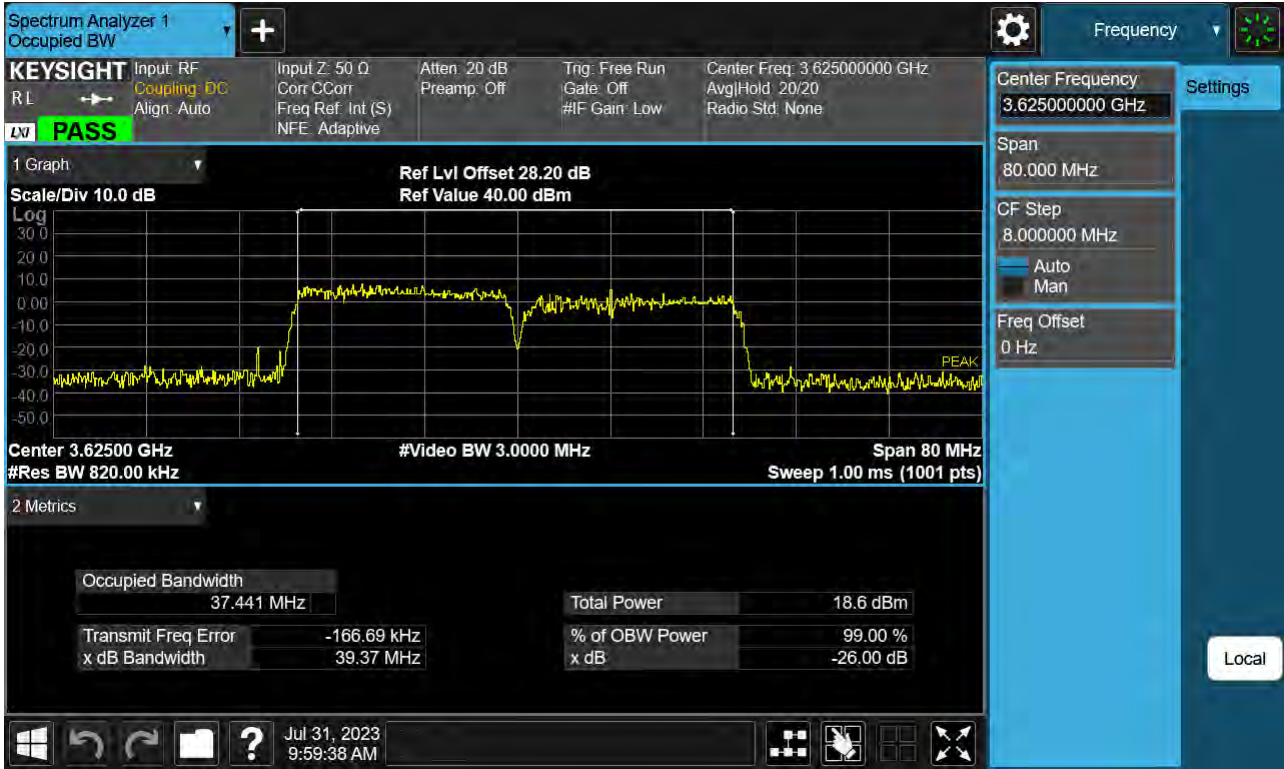 Spectrum Analyzer 1
Occupied BW
Frequency
KEYSIGHT
RL
LXI
PASS
Input: RF
Coupling: DC
Align: Auto
Input Z: 50 Ω
Corr CCorr
Freq Ref: Int (S)
NFE: Adaptive
Atten: 20 dB
Preamp: Off
Trig: Free Run
Gate: Off
#IF Gain: Low
Center Freq: 3.625000000 GHz
Avg|Hold: 20/20
Radio Std: None
Center Frequency
3.625000000 GHz
Settings
Span
80.000 MHz
CF Step
8.000000 MHz
Auto
Man
Freq Offset
0 Hz
Local
1 Graph
Scale/Div 10.0 dB
Ref Lvl Offset 28.20 dB
Ref Value 40.00 dBm
Log
30.0
20.0
10.0
0.00
-10.0
-20.0
-30.0
-40.0
-50.0
PEAK
Center 3.62500 GHz
#Video BW 3.0000 MHz
Span 80 MHz
#Res BW 820.00 kHz
Sweep 1.00 ms (1001 pts)
2 Metrics
Occupied Bandwidth
37.441 MHz
Total Power 18.6 dBm
Transmit Freq Error -166.69 kHz
% of OBW Power 99.00 %
x dB Bandwidth 39.37 MHz
x dB -26.00 dB
?
Jul 31, 2023
9:59:38 AM